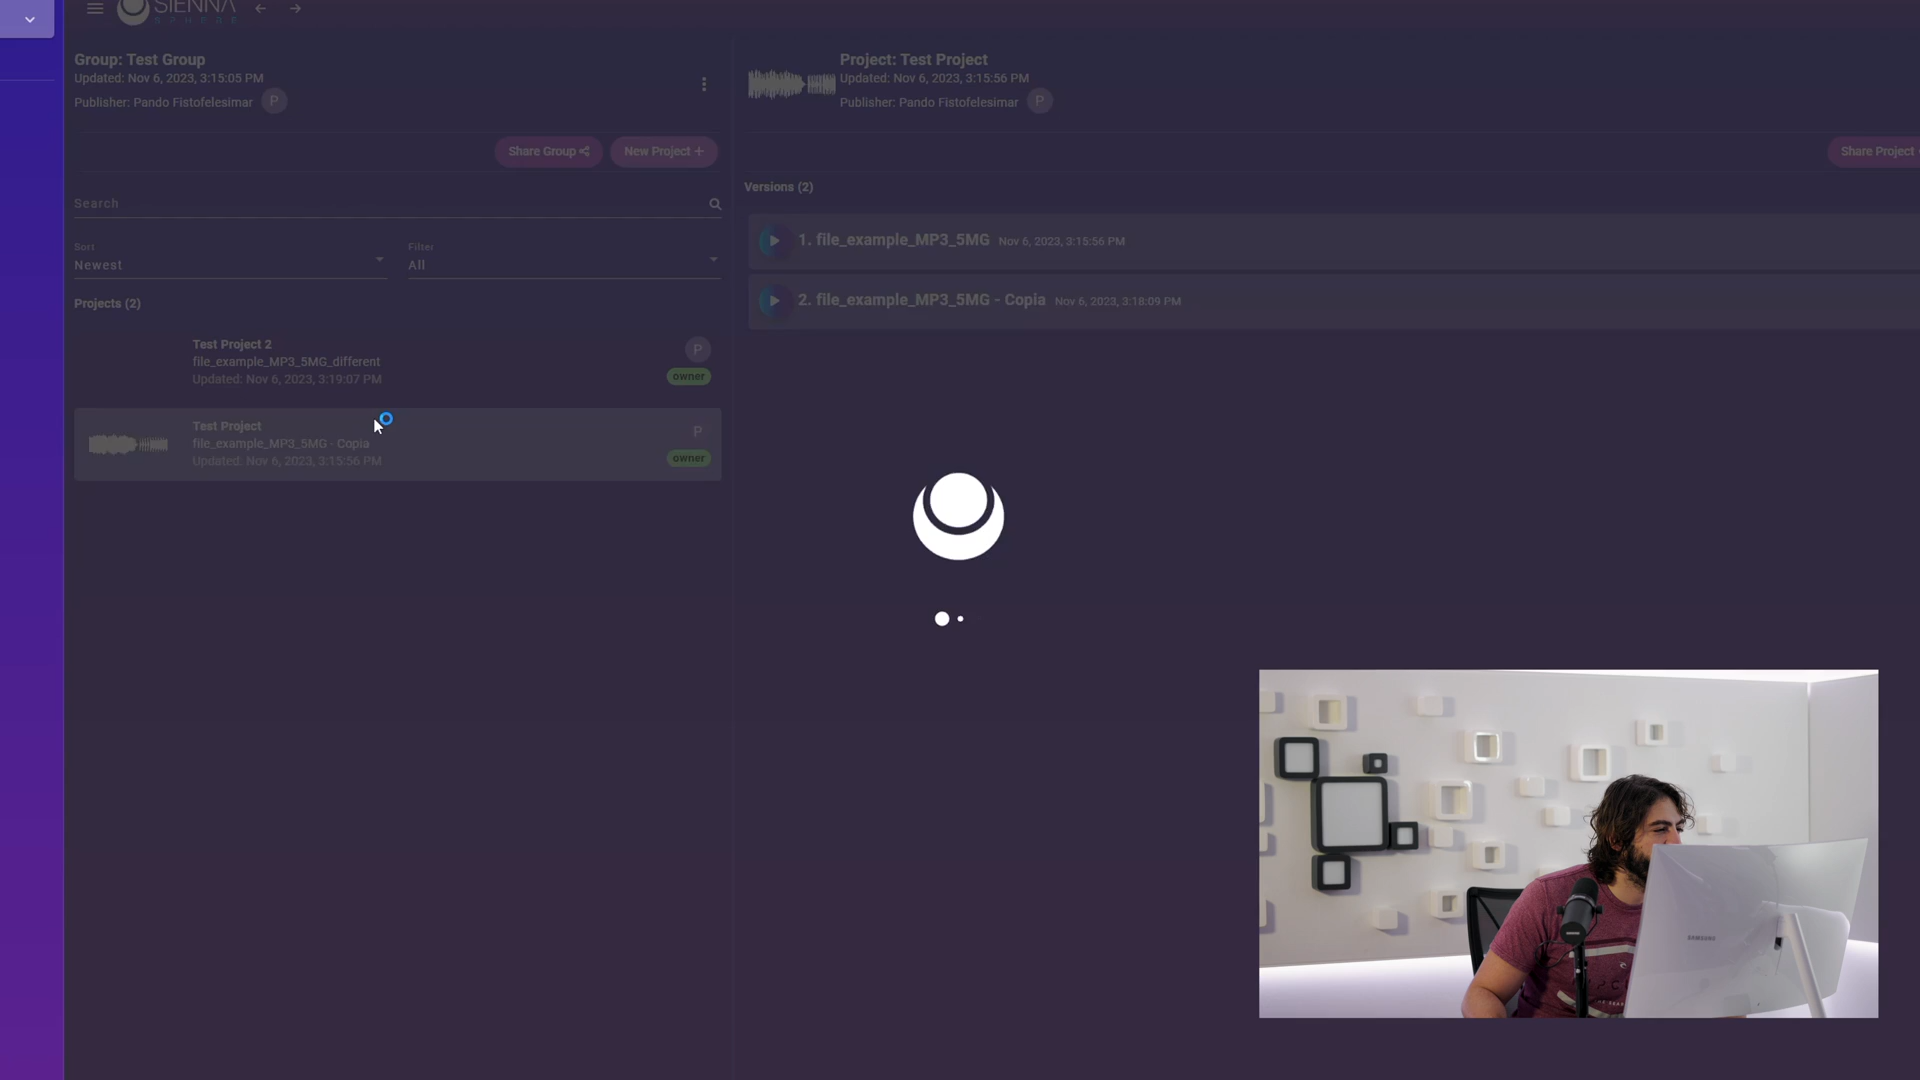 SIENNA
SPHERE
Group: Test Group
Updated: Nov 6, 2023, 3:15:05 PM
Publisher: Pando Fistofelesimar P
Share Group
New Project +
Search
Sort
Newest
Filter
All
Projects (2)
Test Project 2
file_example_MP3_5MG_different
Updated: Nov 6, 2023, 3:19:07 PM
P
owner
Test Project
file_example_MP3_5MG - Copia
Updated: Nov 6, 2023, 3:15:56 PM
P
owner
Project: Test Project
Updated: Nov 6, 2023, 3:15:56 PM
Publisher: Pando Fistofelesimar P
Share Project
Versions (2)
1. file_example_MP3_5MG Nov 6, 2023, 3:15:56 PM
2. file_example_MP3_5MG - Copia Nov 6, 2023, 3:18:09 PM
SAMSUNG